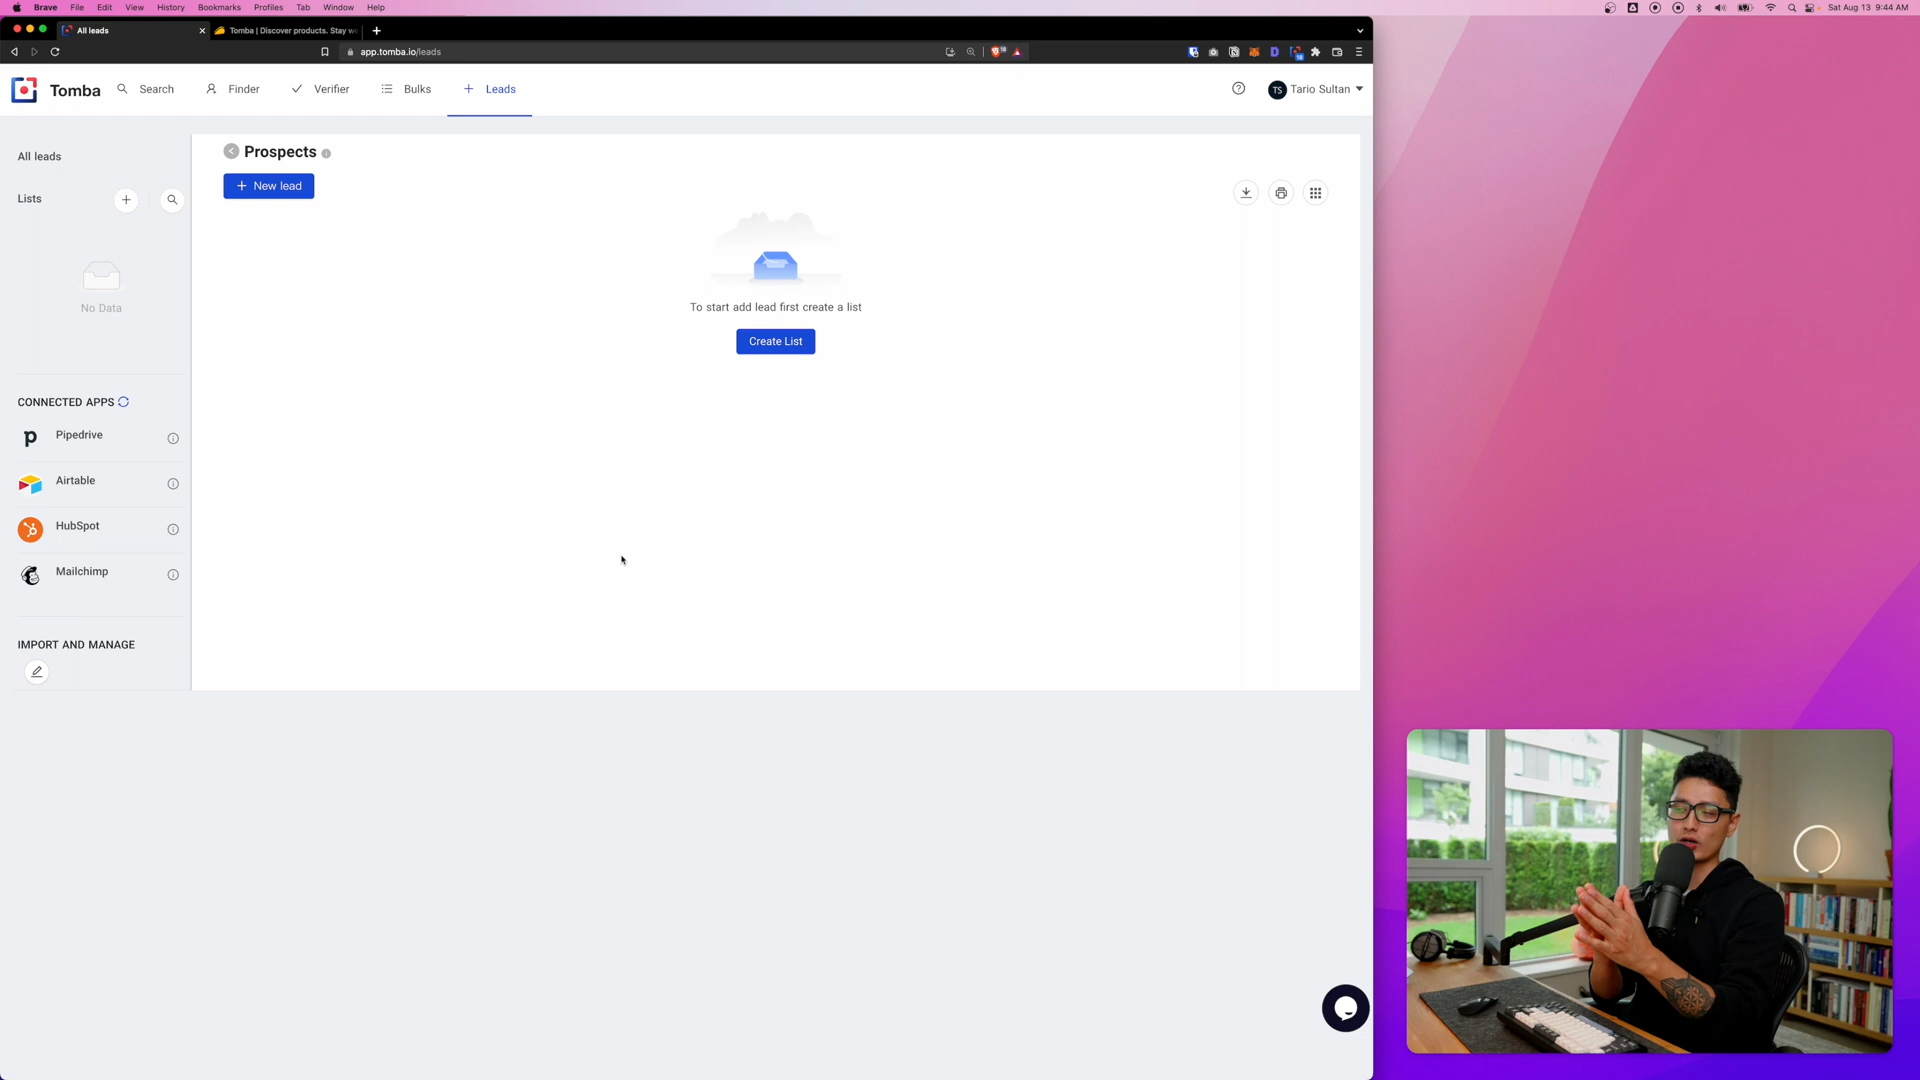 Brave File Edit View History Bookmarks Profiles Tab Window Help Sat Aug 13 9:44 AM
All leads Tomba | Discover products. Stay we
app.tomba.io/leads
Tomba Search Finder Verifier Bulks Leads TS Tario Sultan
All leads
Prospects
New lead
Lists
No Data
To start add lead first create a list
Create List
CONNECTED APPS
Pipedrive
Airtable
HubSpot
Mailchimp
IMPORT AND MANAGE